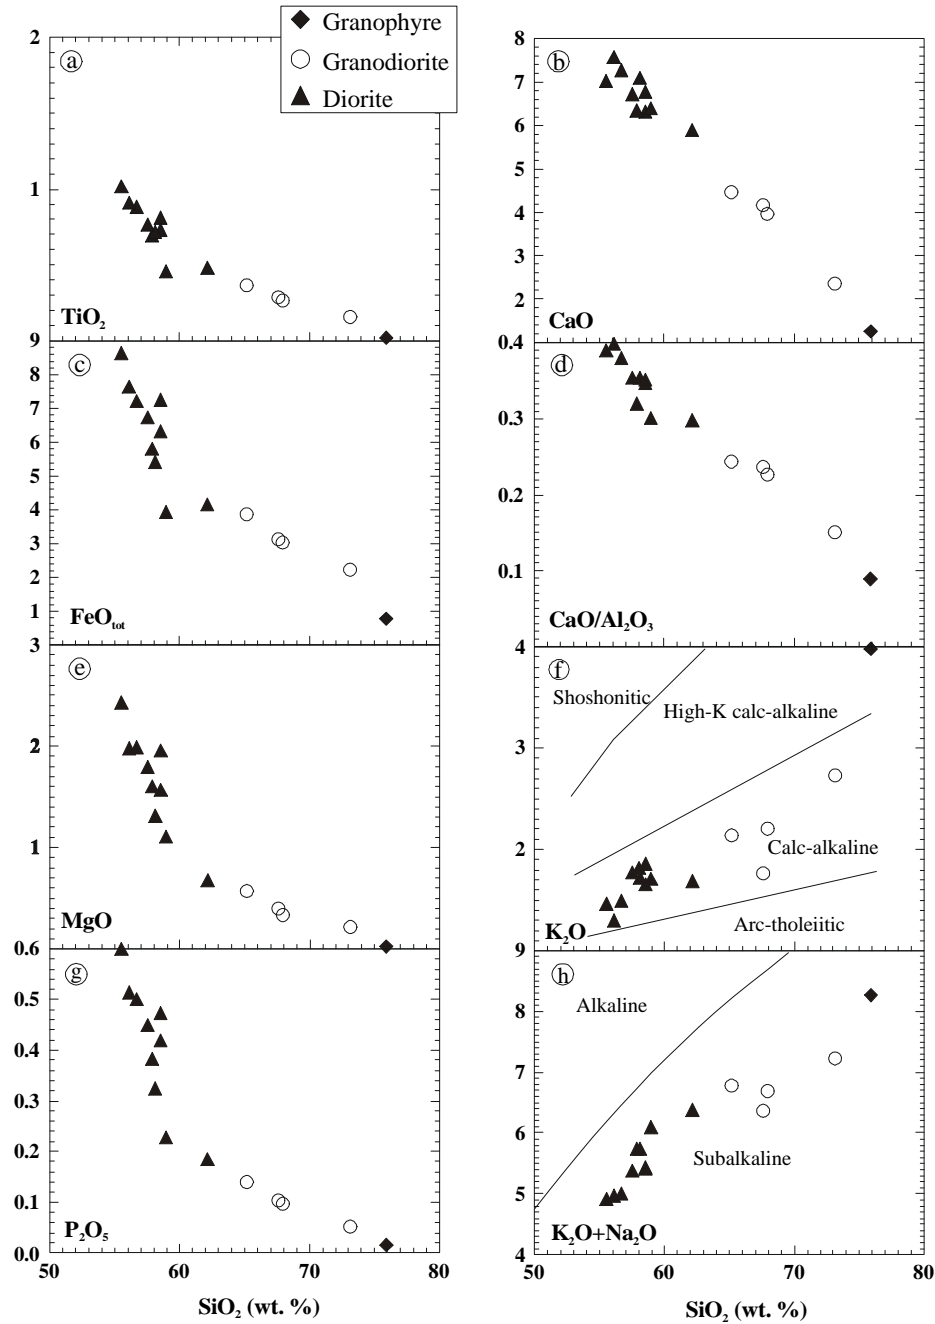 Granophyre
Granodiorite
Diorite
a
2
1
TiO₂
b
8
7
6
5
4
3
2
CaO
c
9
8
7
6
5
4
3
2
1
FeOₜₒₜ
d
0.4
0.3
0.2
0.1
CaO/Al₂O₃
e
3
2
1
MgO
f
4
3
2
Shoshonitic
High-K calc-alkaline
Calc-alkaline
Arc-tholeiitic
K₂O
g
0.6
0.5
0.4
0.3
0.2
0.1
0.0
P₂O₅
50 60 70 80
SiO₂ (wt. %)
h
9
8
7
6
5
4
Alkaline
Subalkaline
K₂O+Na₂O
50 60 70 80
SiO₂ (wt. %)